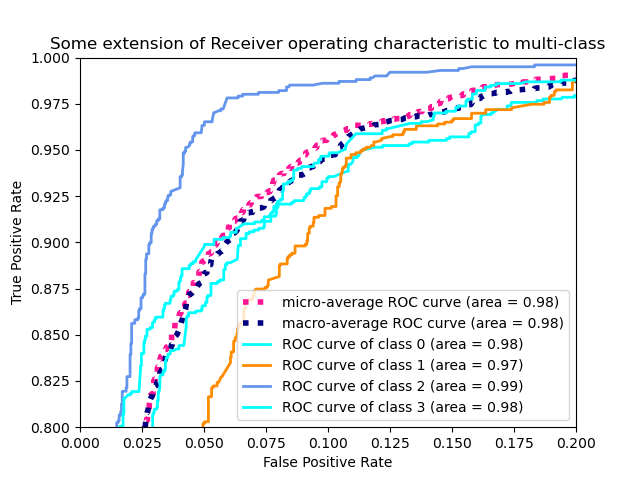 Some extension of Receiver operating characteristic to multi-class
True Positive Rate
1.000
0.975
0.950
0.925
0.900
0.875
0.850
0.825
0.800
micro-average ROC curve (area = 0.98)
macro-average ROC curve (area = 0.98)
ROC curve of class 0 (area = 0.98)
ROC curve of class 1 (area = 0.97)
ROC curve of class 2 (area = 0.99)
ROC curve of class 3 (area = 0.98)
0.000 0.025 0.050 0.075 0.100 0.125 0.150 0.175 0.200
False Positive Rate